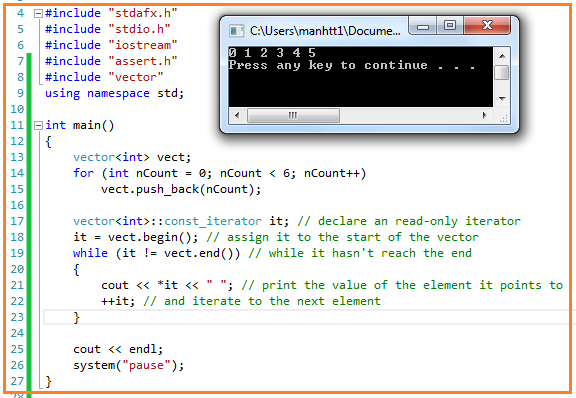 4 #include "stdafx.h"
5 #include "stdio.h"
6 #include "iostream"
7 #include "assert.h"
8 #include "vector"
9 using namespace std;
10
11 int main()
12 {
13 vector<int> vect;
14 for (int nCount = 0; nCount < 6; nCount++)
15 vect.push_back(nCount);
16
17 vector<int>::const_iterator it; // declare an read-only iterator
18 it = vect.begin(); // assign it to the start of the vector
19 while (it != vect.end()) // while it hasn't reach the end
20 {
21 cout << *it << " "; // print the value of the element it points to
22 ++it; // and iterate to the next element
23 }
24
25 cout << endl;
26 system("pause");
27 }
C:\Users\manhtt1\Docume...
0 1 2 3 4 5
Press any key to continue . . .